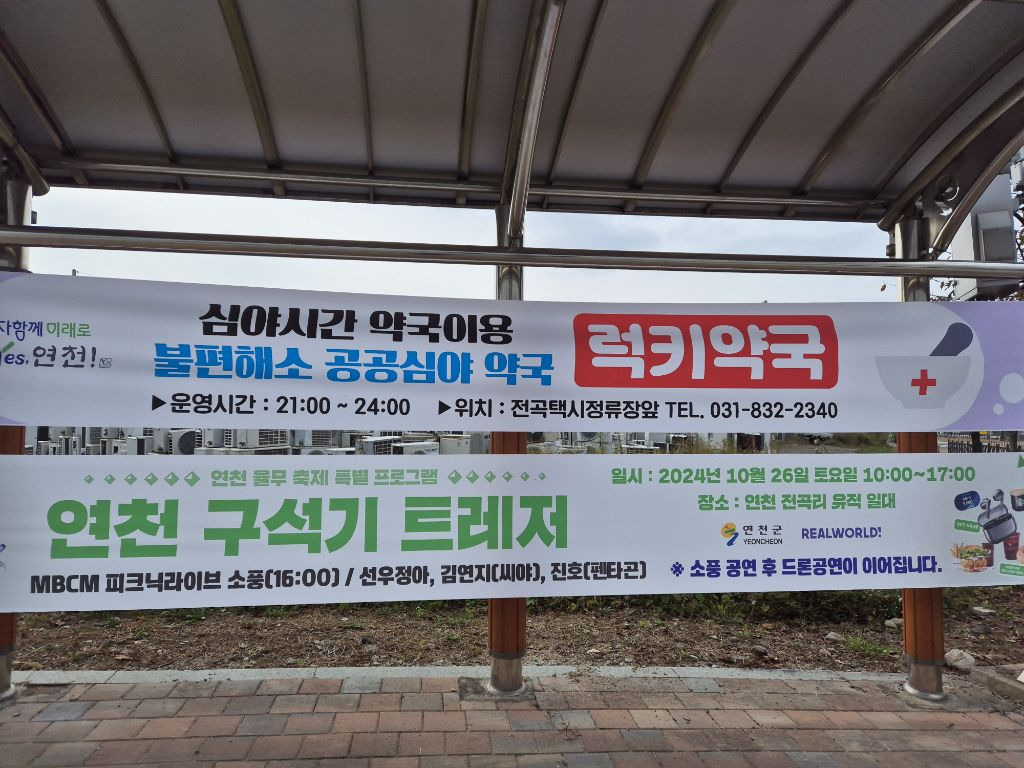 함께 미래로
Yes, 연천!
심야시간 약국이용
불편해소 공공심야 약국
럭키약국
▶운영시간 : 21:00 ~ 24:00 ▶위치 : 전곡택시정류장앞 TEL. 031-832-2340
연천 율무 축제 특별 프로그램
연천 구석기 트레저
MBCM 피크닉라이브 소풍(16:00) / 선우정아, 김연지(씨야), 진호(펜타곤)
일시 : 2024년 10월 26일 토요일 10:00~17:00
장소 : 연천 전곡리 유적 일대
연천군
YEONCHEON
REALWORLD!
※ 소풍 공연 후 드론공연이 이어집니다.